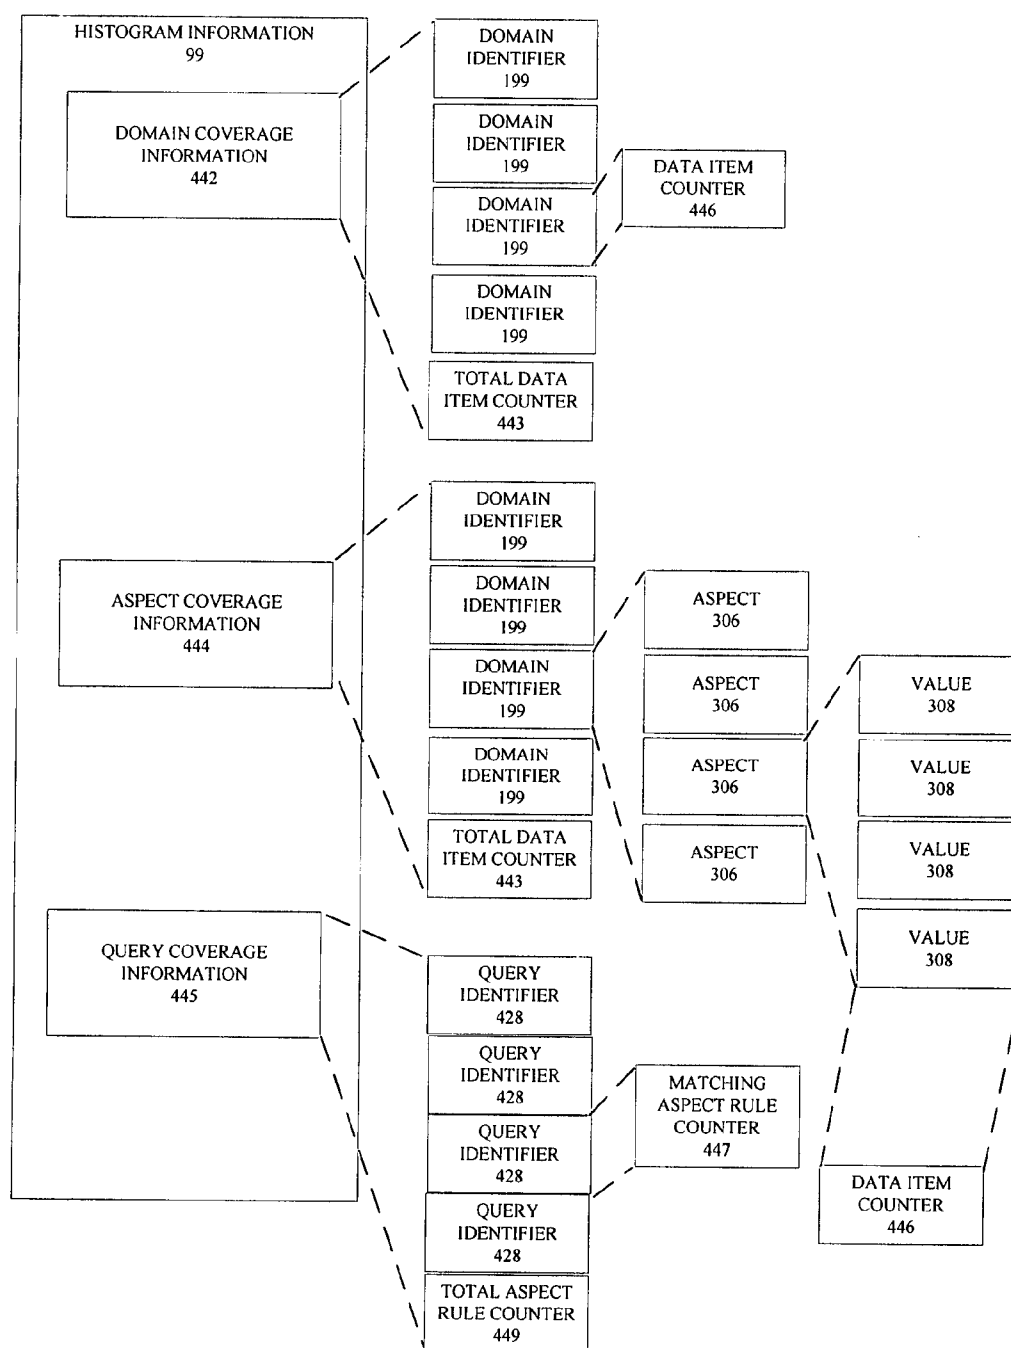 HISTOGRAM INFORMATION
99
DOMAIN COVERAGE
INFORMATION
442
DOMAIN
IDENTIFIER
199
DOMAIN
IDENTIFIER
199
DOMAIN
IDENTIFIER
199
DOMAIN
IDENTIFIER
199
TOTAL DATA
ITEM COUNTER
443
DATA ITEM
COUNTER
446
ASPECT COVERAGE
INFORMATION
444
DOMAIN
IDENTIFIER
199
DOMAIN
IDENTIFIER
199
DOMAIN
IDENTIFIER
199
DOMAIN
IDENTIFIER
199
TOTAL DATA
ITEM COUNTER
443
ASPECT
306
ASPECT
306
ASPECT
306
ASPECT
306
VALUE
308
VALUE
308
VALUE
308
VALUE
308
DATA ITEM
COUNTER
446
QUERY COVERAGE
INFORMATION
445
QUERY
IDENTIFIER
428
QUERY
IDENTIFIER
428
QUERY
IDENTIFIER
428
QUERY
IDENTIFIER
428
TOTAL ASPECT
RULE COUNTER
449
MATCHING
ASPECT RULE
COUNTER
447